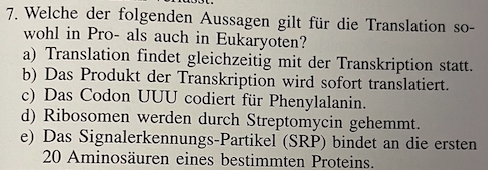 7. Welche der folgenden Aussagen gilt für die Translation so-
wohl in Pro- als auch in Eukaryoten?
a) Translation findet gleichzeitig mit der Transkription statt.
b) Das Produkt der Transkription wird sofort translatiert.
c) Das Codon UUU codiert für Phenylalanin.
d) Ribosomen werden durch Streptomycin gehemmt.
e) Das Signalerkennungs-Partikel (SRP) bindet an die ersten
20 Aminosäuren eines bestimmten Proteins.